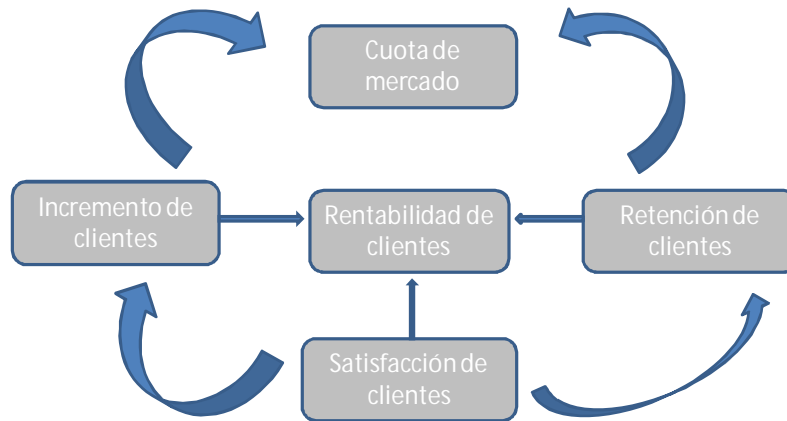 Cuota de
mercado
Incremento de
clientes
Rentabilidad de
clientes
Retención de
clientes
Satisfacción de
clientes